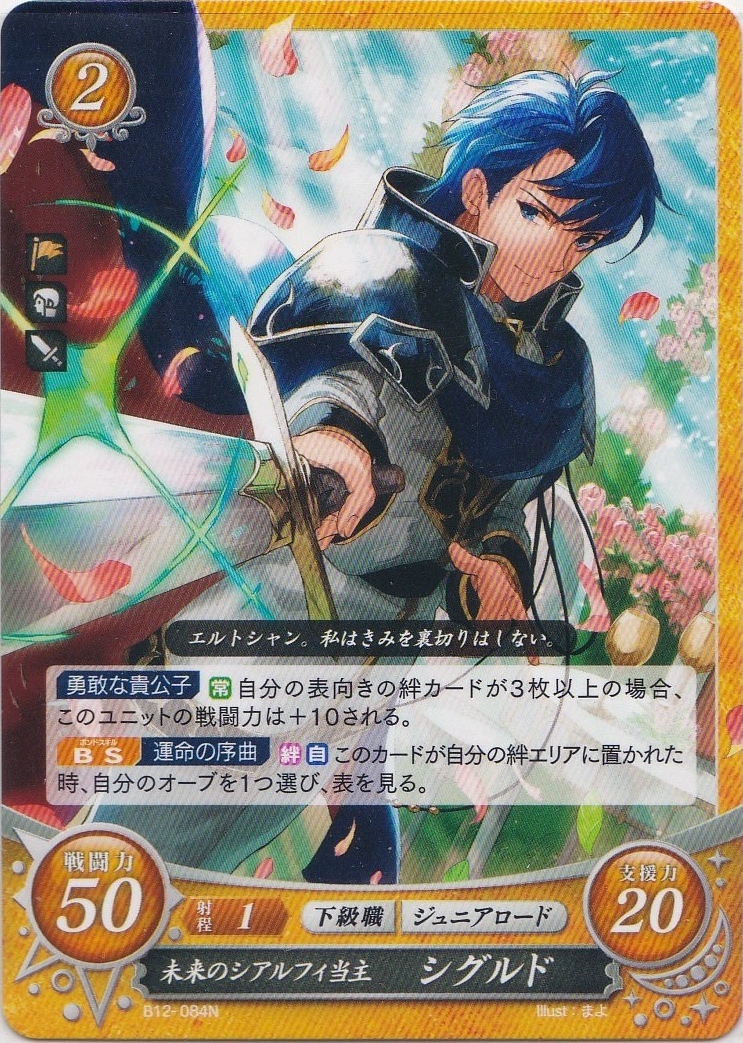 2
エルトシャン。私はきみを裏切りはしない。
勇敢な貴公子 常 自分の表向きの絆カードが3枚以上の場合、
このユニットの戦闘力は+10される。
ボンドスキル
BS 運命の序曲 絆 自 このカードが自分の絆エリアに置かれた
時、自分のオーブを1つ選び、表を見る。
戦闘力
50
射程 1
下級職 ジュニアロード
支援力
20
未来のシアルフィ当主 シグルド
B12-084N
Illust：まよ